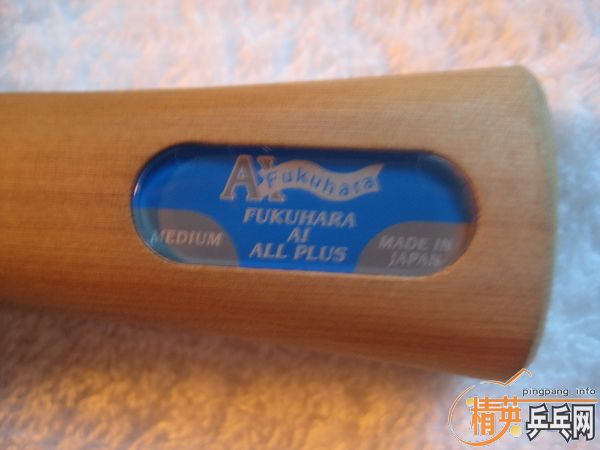 AI Fukuhara
FUKUHARA
AI
ALL PLUS
MEDIUM
MADE IN
JAPAN
pingpang.info
精英乒乓网